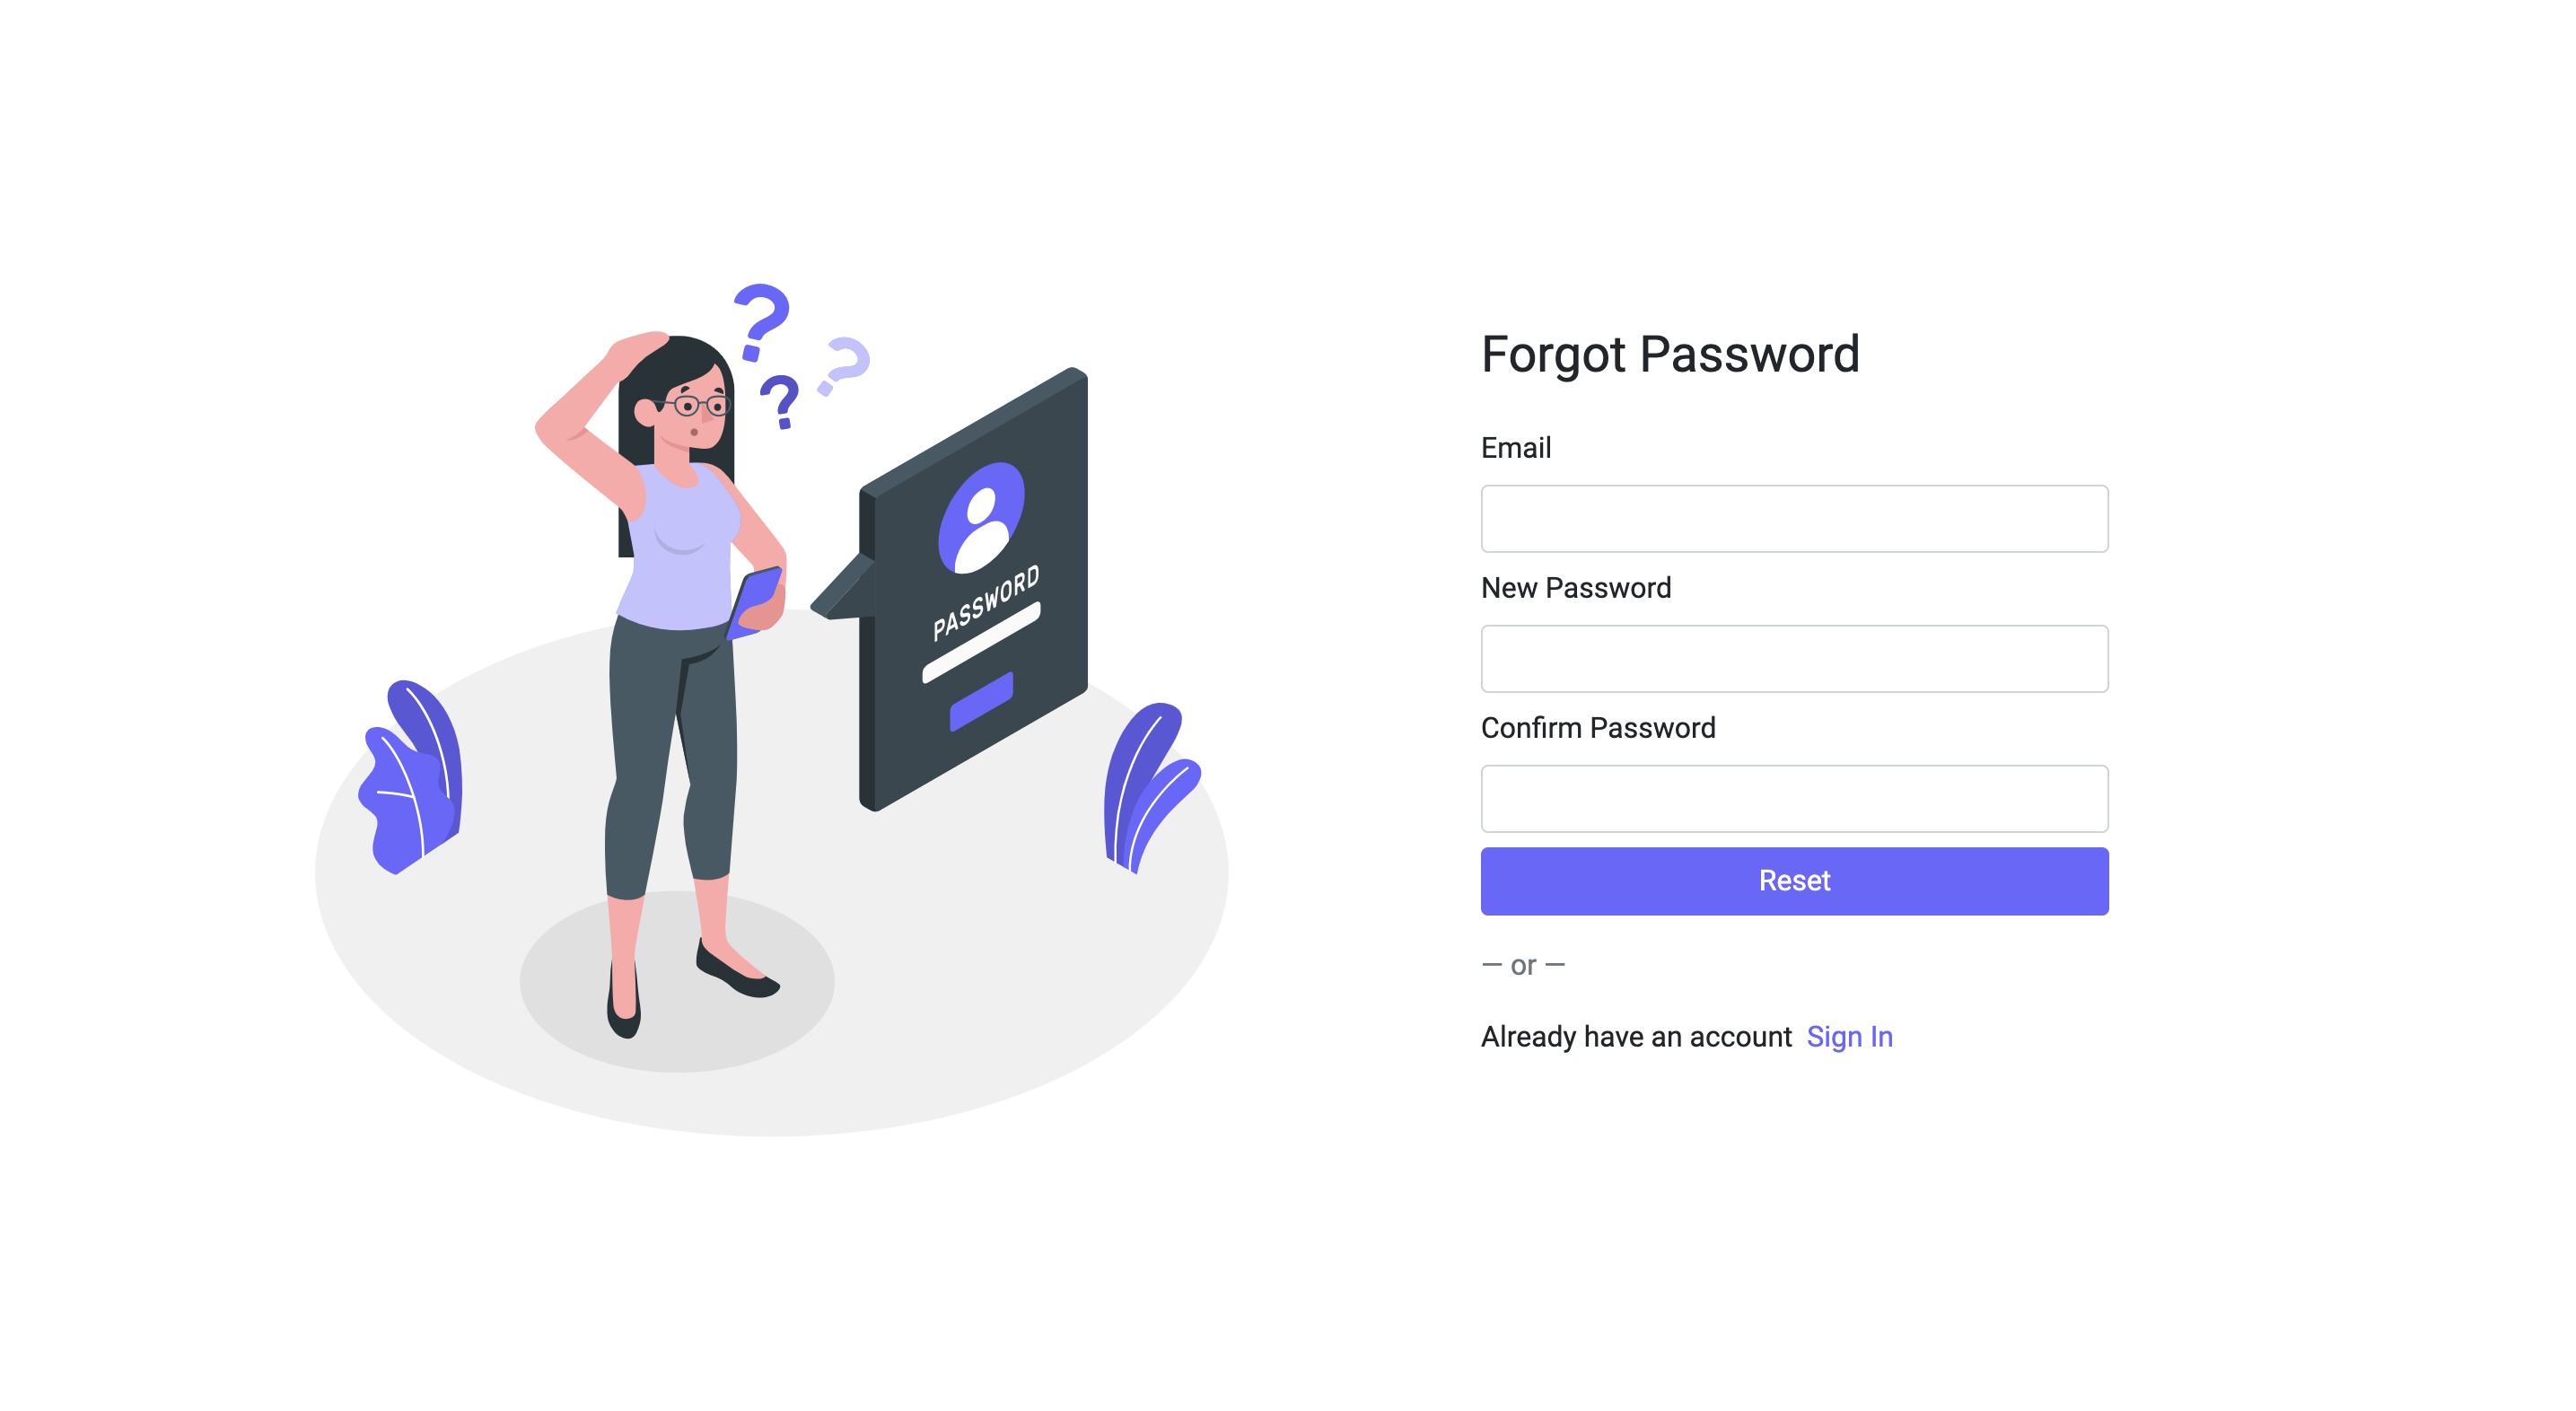 ?
?
?
PASSWORD
Forgot Password
Email
New Password
Confirm Password
Reset
— or —
Already have an account Sign In